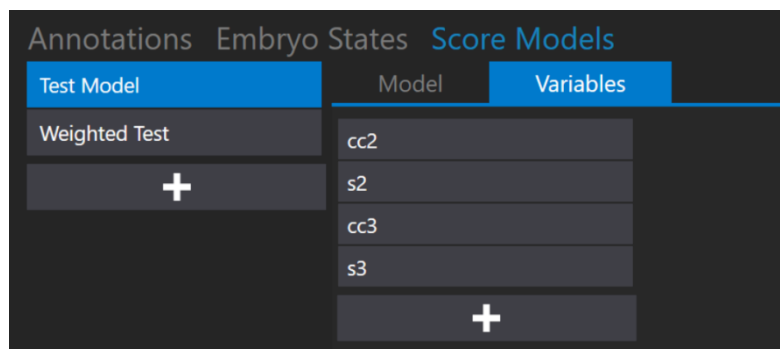 Annotations Embryo States Score Models
Test Model
Weighted Test
Model Variables
cc2
s2
cc3
s3